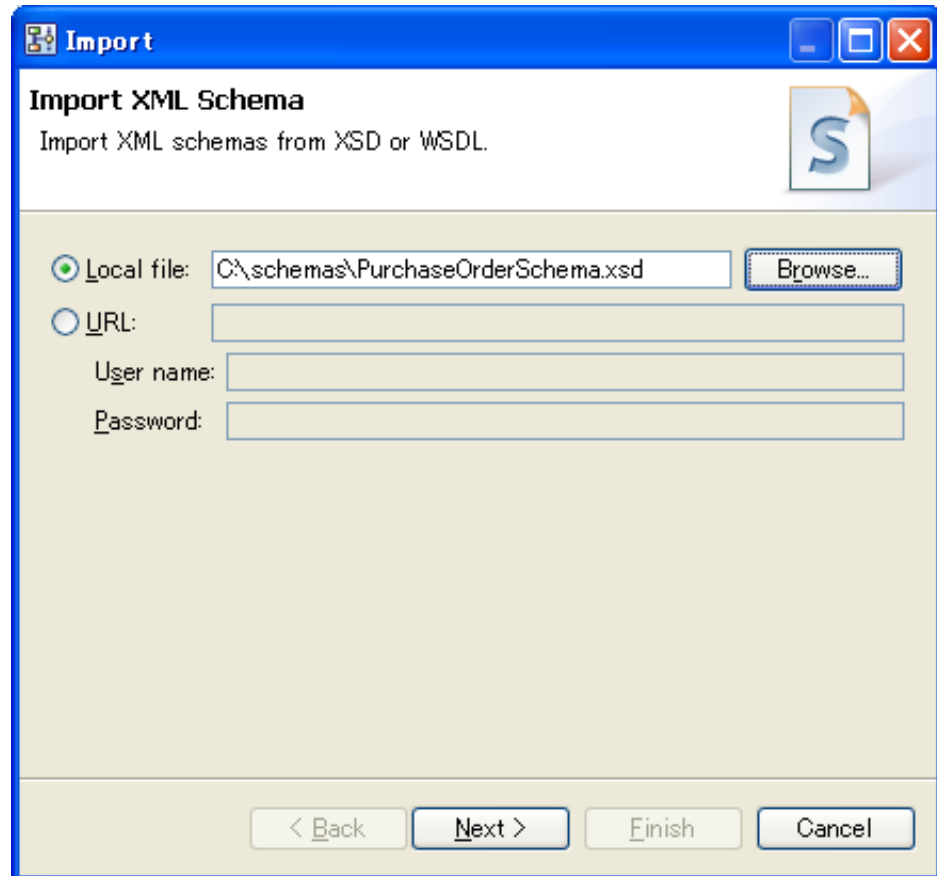 Import
Import XML Schema
Import XML schemas from XSD or WSDL.
S
Local file: C:\schemas\PurchaseOrderSchema.xsd Browse...
URL:
User name:
Password:
< Back Next > Finish Cancel